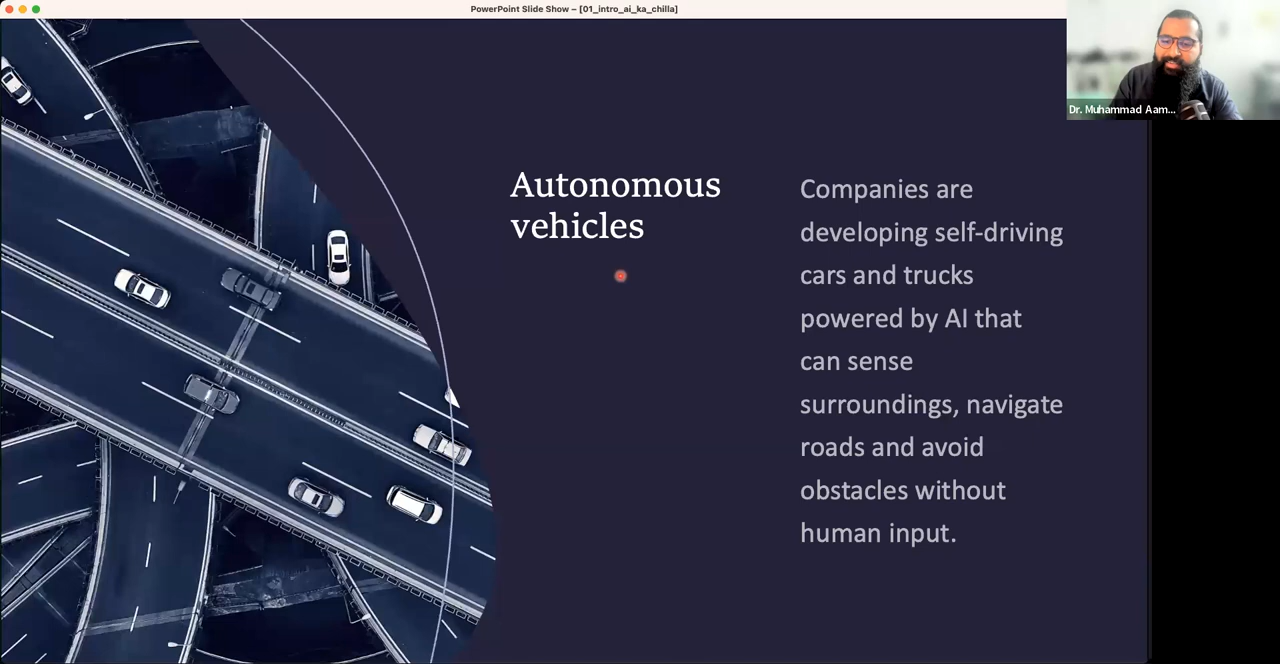 PowerPoint Slide Show – [01_intro_ai_ka_chilla]
Dr. Muhammad Aam...
Autonomous
vehicles
Companies are
developing self-driving
cars and trucks
powered by AI that
can sense
surroundings, navigate
roads and avoid
obstacles without
human input.